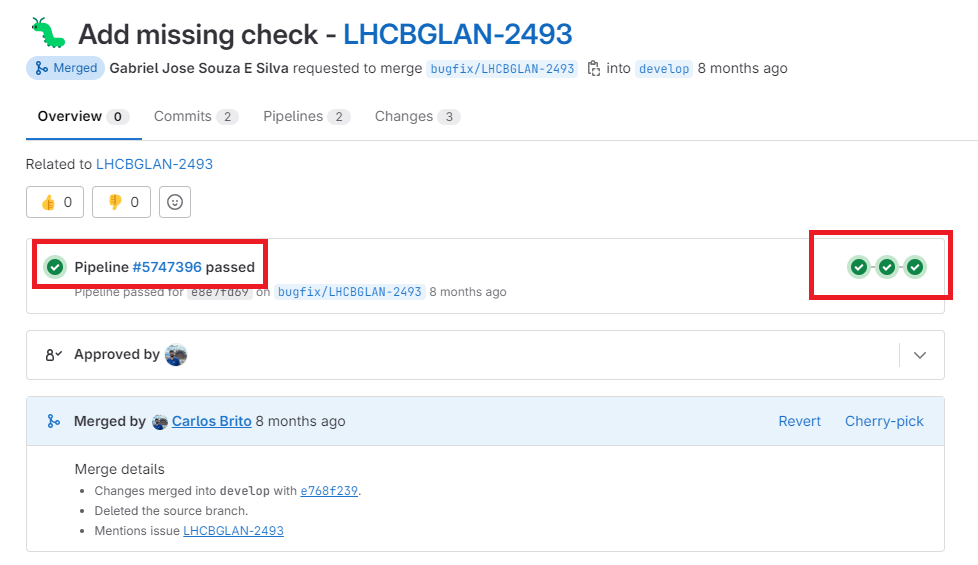 Add missing check - LHCBGLAN-2493
Merged Gabriel Jose Souza E Silva requested to merge bugfix/LHCBGLAN-2493 into develop 8 months ago
Overview 0 Commits 2 Pipelines 2 Changes 3
Related to LHCBGLAN-2493
0 0
Pipeline #5747396 passed
Pipeline passed for e8e7fd69 on bugfix/LHCBGLAN-2493 8 months ago
Approved by
Merged by Carlos Brito 8 months ago Revert Cherry-pick
Merge details
Changes merged into develop with e768f239.
Deleted the source branch.
Mentions issue LHCBGLAN-2493